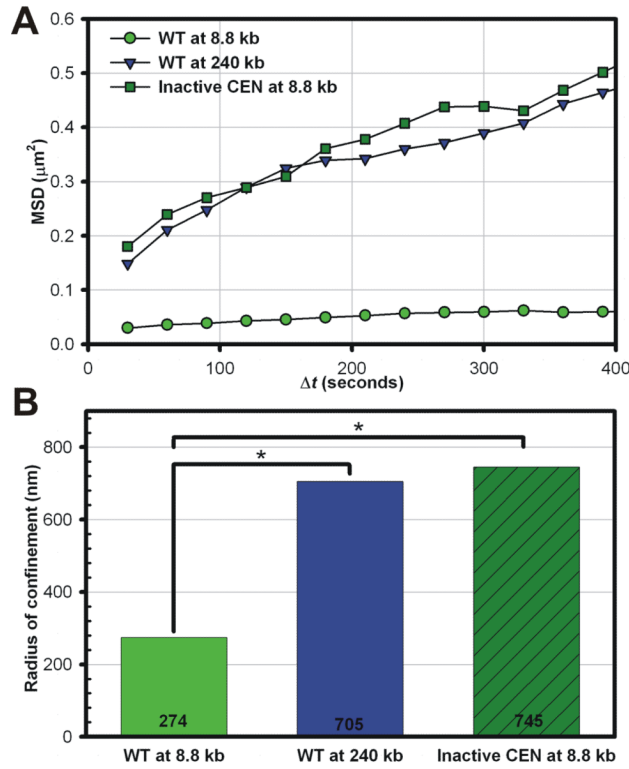 A
0.6
0.5
0.4
0.3
0.2
0.1
0.0
MSD (μm²)
WT at 8.8 kb
WT at 240 kb
Inactive CEN at 8.8 kb
0 100 200 300 400
Δt (seconds)
B
800
600
400
200
0
Radius of confinement (nm)
*
*
274 705 745
WT at 8.8 kb WT at 240 kb Inactive CEN at 8.8 kb